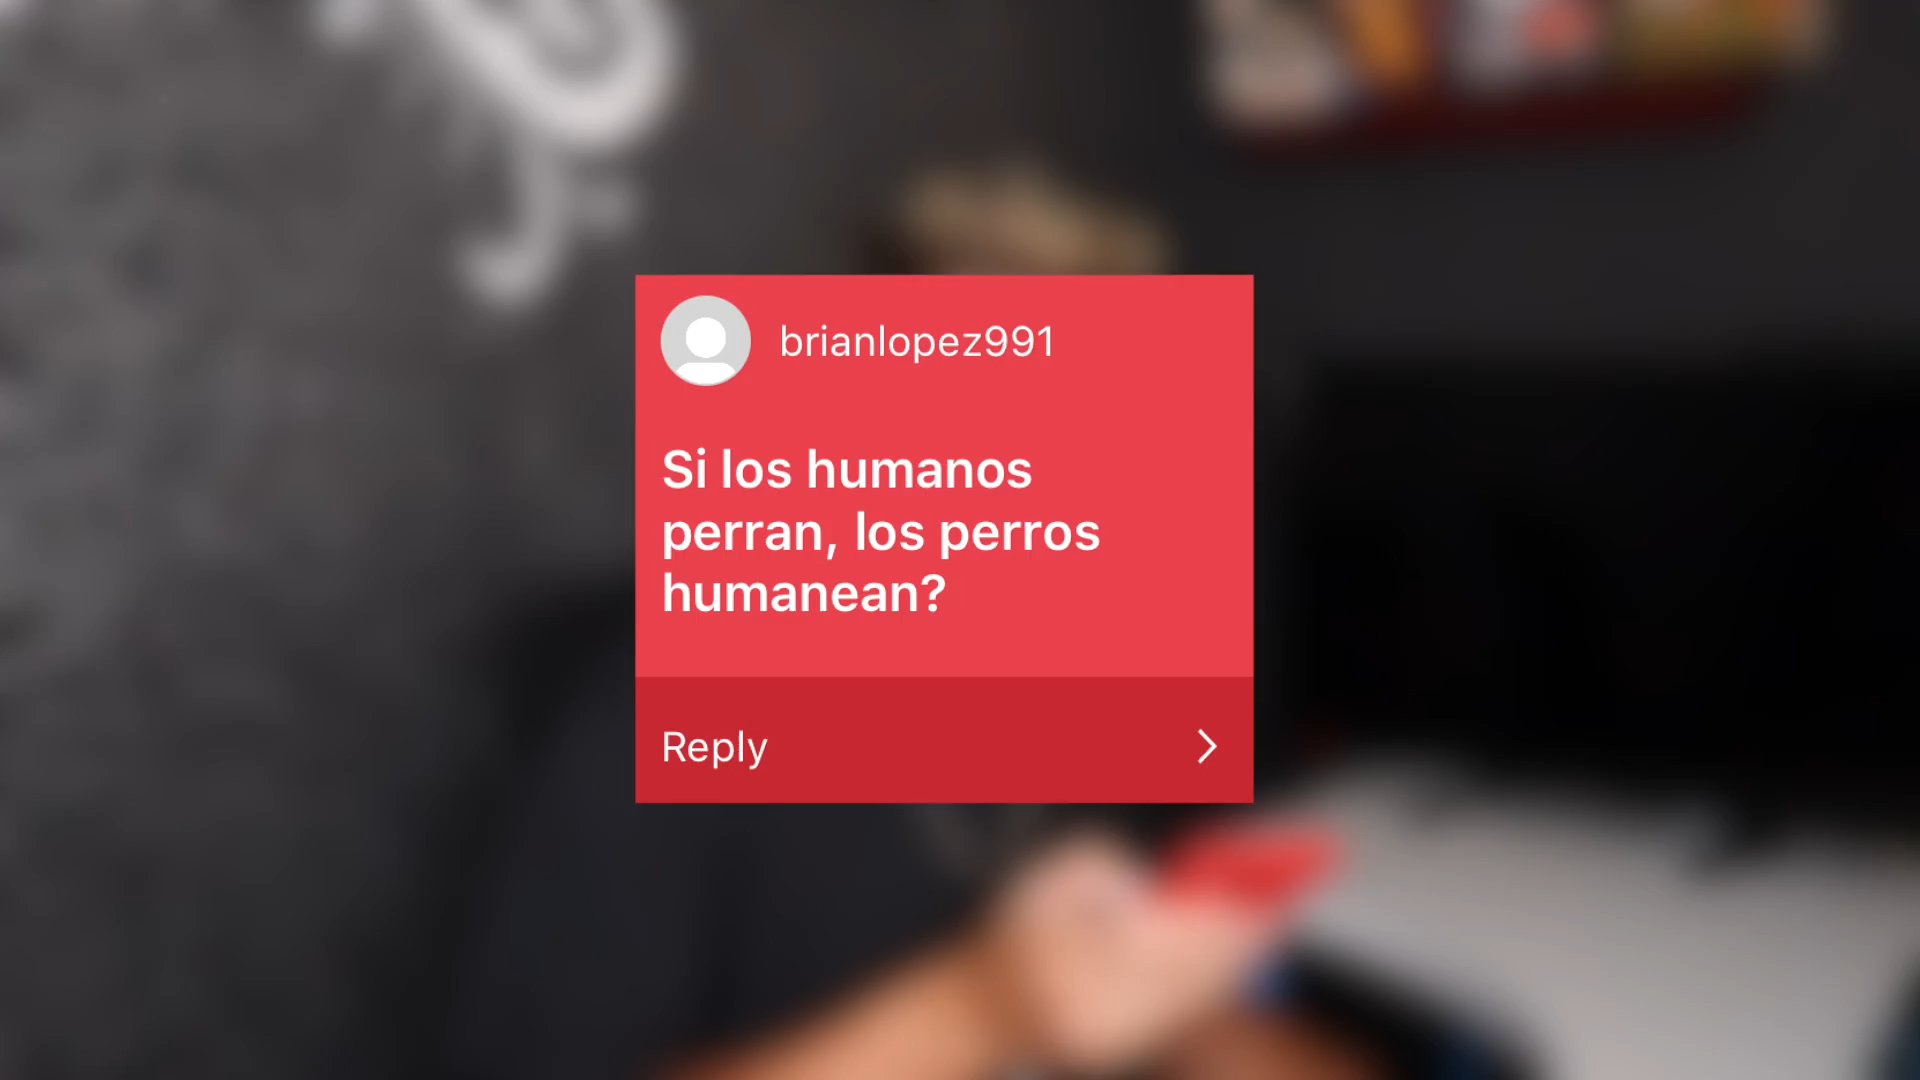 brianlopez991
Si los humanos
perran, los perros
humanean?
Reply